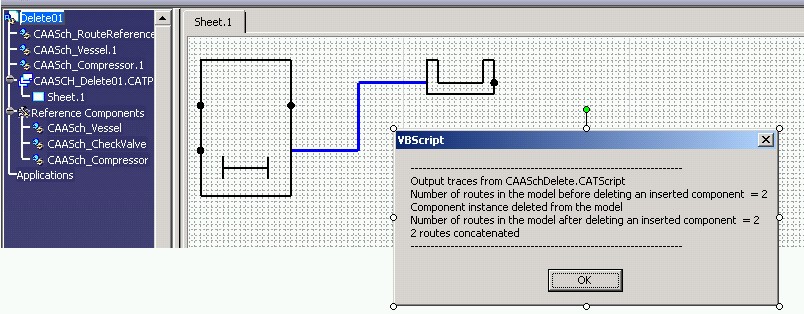 Delete01
CAASch_RouteReference
CAASch_Vessel.1
CAASch_Compressor.1
CAASCH_Delete01.CATP
Sheet.1
Reference Components
CAASch_Vessel
CAASch_CheckValve
CAASch_Compressor
Applications
Sheet.1
VBScript
----------------------------------------------------------------
Output traces from CAASchDelete.CATScript
Number of routes in the model before deleting an inserted component = 2
Component instance deleted from the model
Number of routes in the model after deleting an inserted component = 2
2 routes concatenated
----------------------------------------------------------------
OK